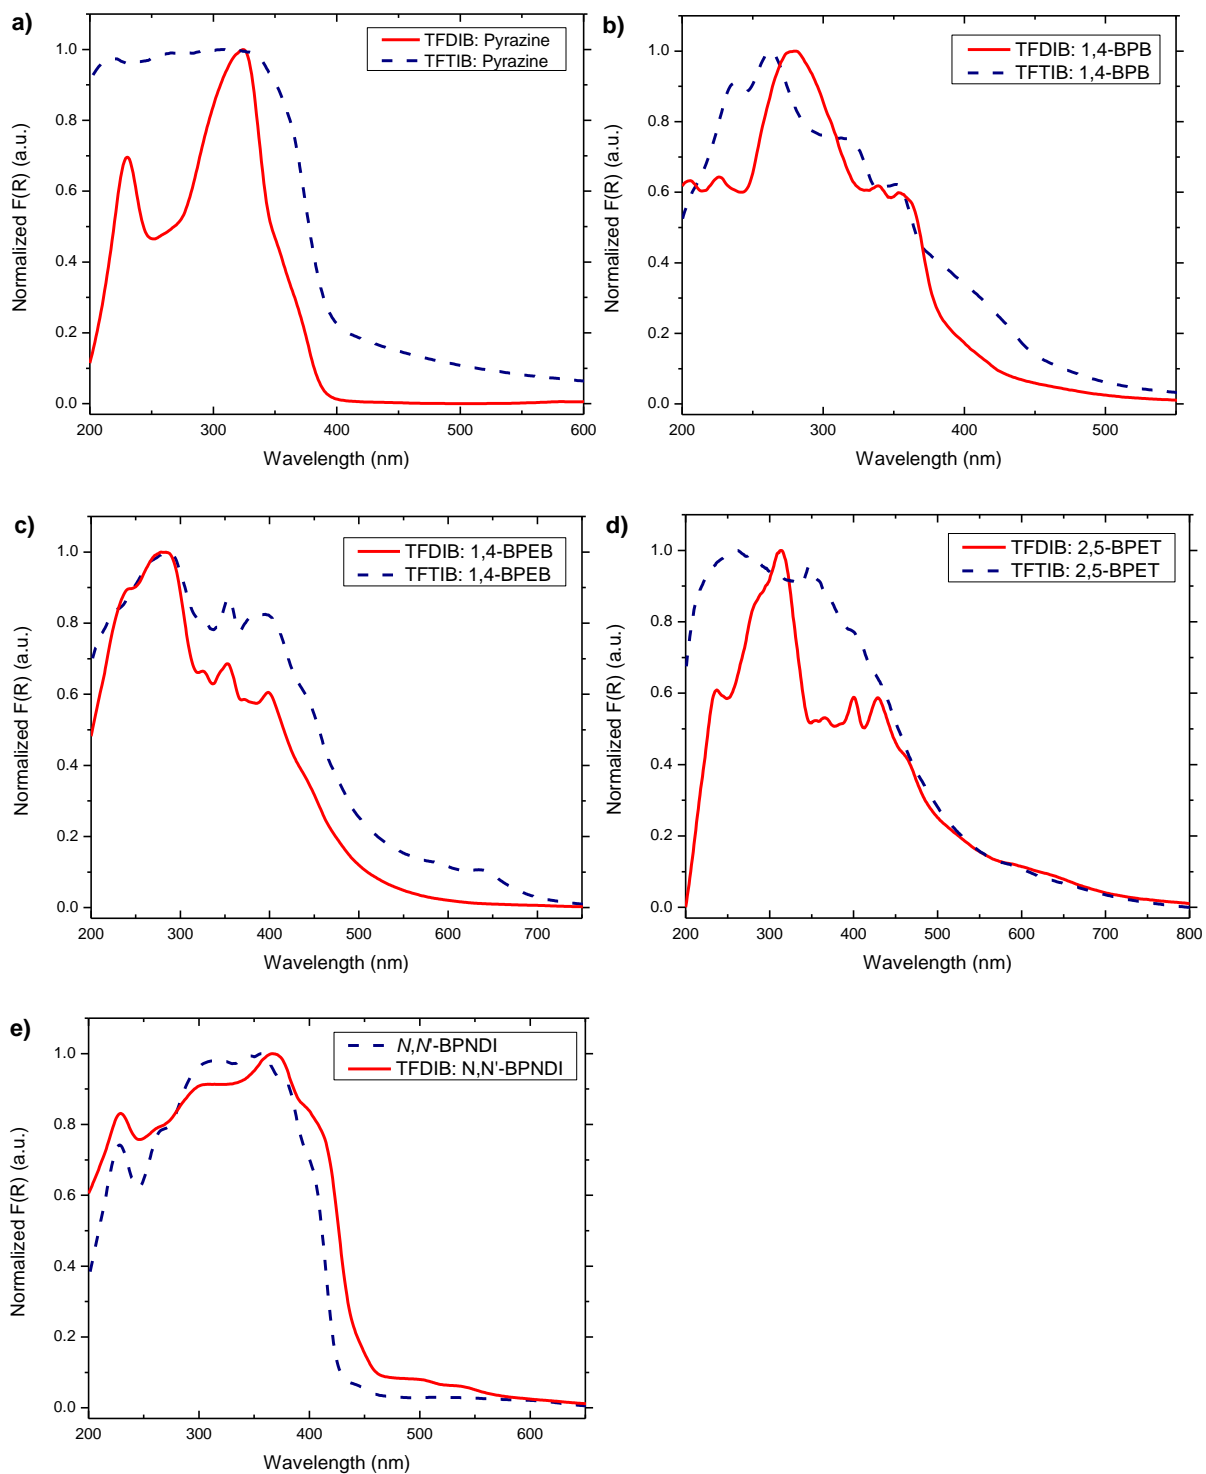 a)
TFDIB: Pyrazine
TFTIB: Pyrazine
Normalized F(R) (a.u.)
1.0
0.8
0.6
0.4
0.2
0.0
200 300 400 500 600
Wavelength (nm)
b)
TFDIB: 1,4-BPB
TFTIB: 1,4-BPB
Normalized F(R) (a.u.)
1.0
0.8
0.6
0.4
0.2
0.0
200 300 400 500
Wavelength (nm)
c)
TFDIB: 1,4-BPEB
TFTIB: 1,4-BPEB
Normalized F(R) (a.u.)
1.0
0.8
0.6
0.4
0.2
0.0
200 300 400 500 600 700
Wavelength (nm)
d)
TFDIB: 2,5-BPET
TFTIB: 2,5-BPET
Normalized F(R) (a.u.)
1.0
0.8
0.6
0.4
0.2
0.0
200 300 400 500 600 700 800
Wavelength (nm)
e)
N,N'-BPNDI
TFDIB: N,N'-BPNDI
Normalized F(R) (a.u.)
1.0
0.8
0.6
0.4
0.2
0.0
200 300 400 500 600
Wavelength (nm)